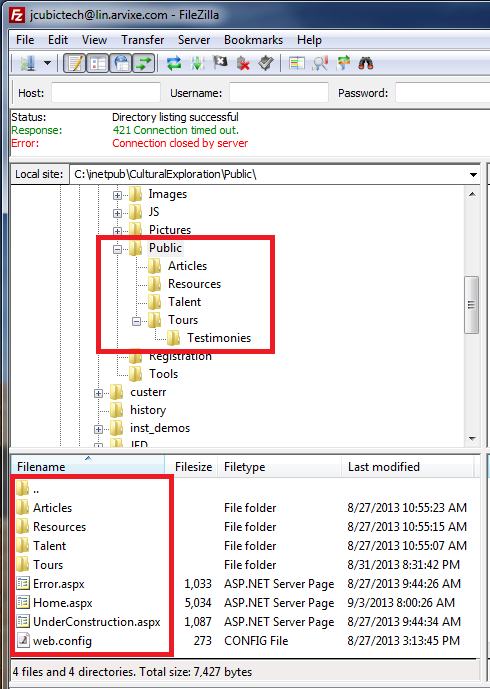 jcubictech@lin.arvixe.com - FileZilla
File Edit View Transfer Server Bookmarks Help
Host: Username: Password:
Status: Directory listing successful
Response: 421 Connection timed out.
Error: Connection closed by server
Local site: C:\inetpub\CulturalExploration\Public\
Images
JS
Pictures
Public
Articles
Resources
Talent
Tours
Testimonies
Registration
Tools
custerr
history
inst_demos
JFD
Filename Filesize Filetype Last modified
..
Articles File folder 8/27/2013 10:55:23 AM
Resources File folder 8/27/2013 10:55:15 AM
Talent File folder 8/27/2013 10:55:07 AM
Tours File folder 8/31/2013 8:31:42 PM
Error.aspx 1,033 ASP.NET Server Page 8/27/2013 9:44:26 AM
Home.aspx 5,034 ASP.NET Server Page 9/3/2013 8:00:26 AM
UnderConstruction.aspx 1,087 ASP.NET Server Page 8/27/2013 9:44:34 AM
web.config 273 CONFIG File 8/27/2013 3:13:45 PM
4 files and 4 directories. Total size: 7,427 bytes